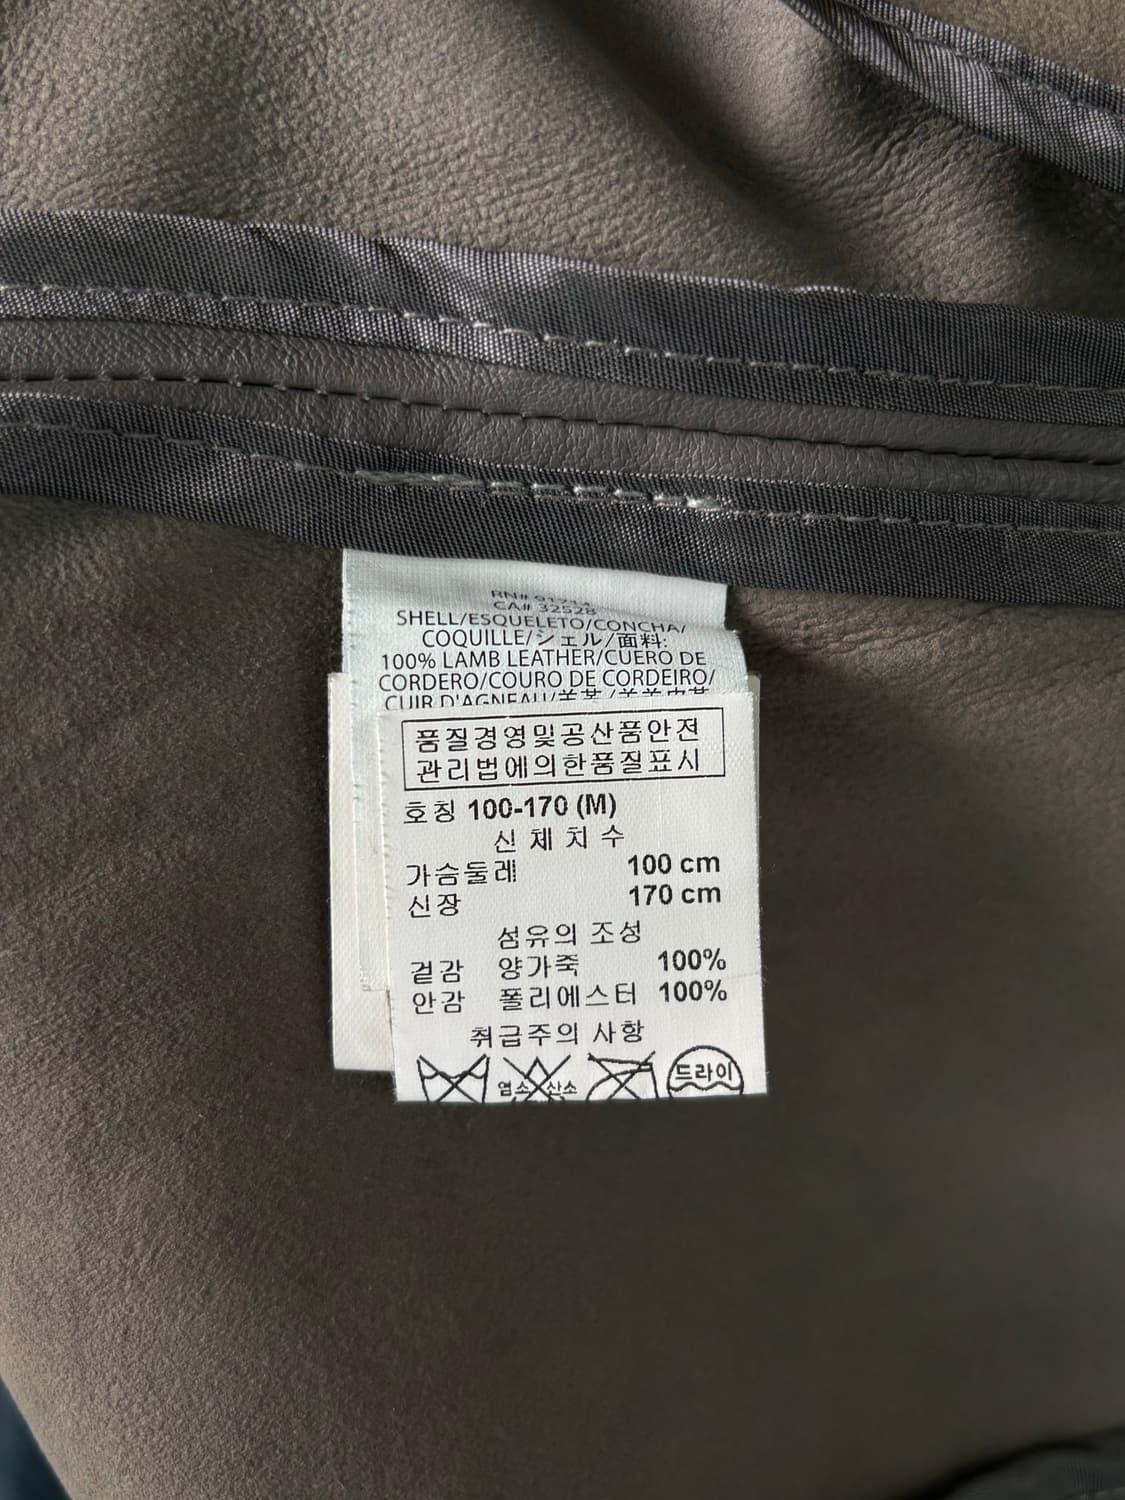 CA# 32528
SHELL/ESQUELETO/CONCHA/
COQUILLE/シェル/面料:
100% LAMB LEATHER/CUERO DE
CORDERO/COURO DE CORDEIRO/
CUIR D'AGNEAU/羊革/
품질경영및공산품안전
관리법에의한품질표시
호칭 100-170 (M)
신 체 치 수
가슴둘레 100 cm
신장 170 cm
섬유의 조성
겉감 양가죽 100%
안감 폴리에스터 100%
취급주의 사항
염소 산소 드라이